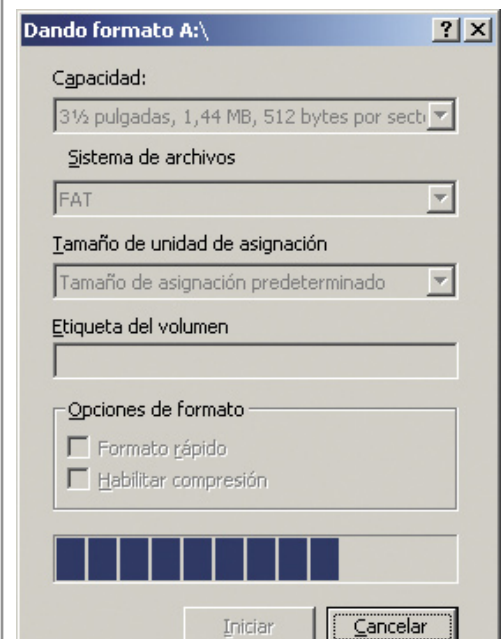 Dando formato A:\
Capacidad:
3½ pulgadas, 1,44 MB, 512 bytes por sect
Sistema de archivos
FAT
Tamaño de unidad de asignación
Tamaño de asignación predeterminado
Etiqueta del volumen
Opciones de formato
Formato rápido
Habilitar compresión
Iniciar
Cancelar